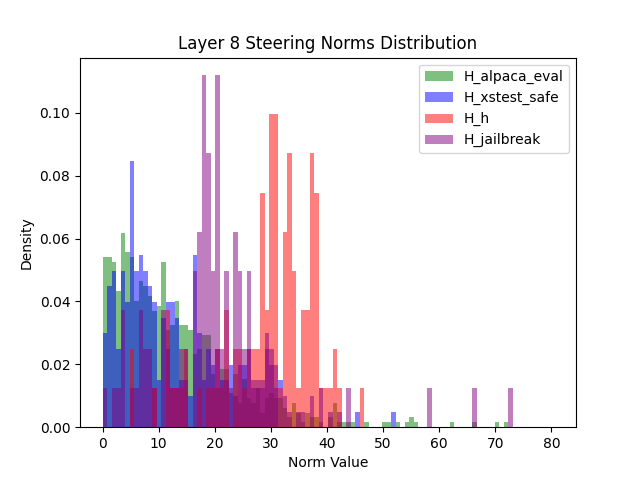 Layer 8 Steering Norms Distribution
H_alpaca_eval
H_xstest_safe
H_h
H_jailbreak
Density
0.10
0.08
0.06
0.04
0.02
0.00
0 10 20 30 40 50 60 70 80
Norm Value